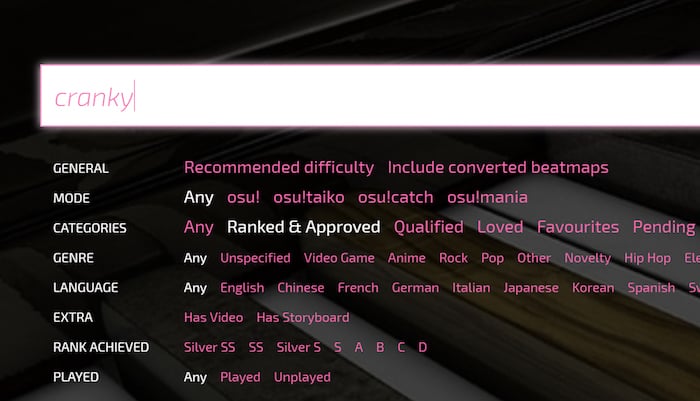 cranky
GENERAL Recommended difficulty Include converted beatmaps
MODE Any osu! osu!taiko osu!catch osu!mania
CATEGORIES Any Ranked & Approved Qualified Loved Favourites Pending
GENRE Any Unspecified Video Game Anime Rock Pop Other Novelty Hip Hop Ele
LANGUAGE Any English Chinese French German Italian Japanese Korean Spanish Sw
EXTRA Has Video Has Storyboard
RANK ACHIEVED Silver SS SS Silver S S A B C D
PLAYED Any Played Unplayed